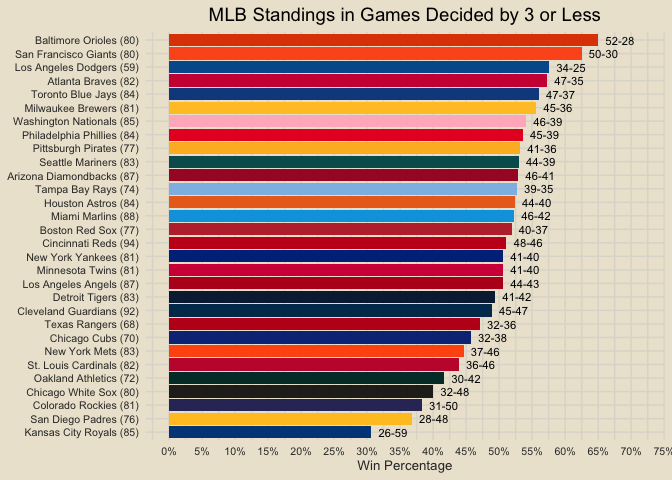 MLB Standings in Games Decided by 3 or Less
Baltimore Orioles (80) 52-28
San Francisco Giants (80) 50-30
Los Angeles Dodgers (59) 34-25
Atlanta Braves (82) 47-35
Toronto Blue Jays (84) 47-37
Milwaukee Brewers (81) 45-36
Washington Nationals (85) 46-39
Philadelphia Phillies (84) 45-39
Pittsburgh Pirates (77) 41-36
Seattle Mariners (83) 44-39
Arizona Diamondbacks (87) 46-41
Tampa Bay Rays (74) 39-35
Houston Astros (84) 44-40
Miami Marlins (88) 46-42
Boston Red Sox (77) 40-37
Cincinnati Reds (94) 48-46
New York Yankees (81) 41-40
Minnesota Twins (81) 41-40
Los Angeles Angels (87) 44-43
Detroit Tigers (83) 41-42
Cleveland Guardians (92) 45-47
Texas Rangers (68) 32-36
Chicago Cubs (70) 32-38
New York Mets (83) 37-46
St. Louis Cardinals (82) 36-46
Oakland Athletics (72) 30-42
Chicago White Sox (80) 32-48
Colorado Rockies (81) 31-50
San Diego Padres (76) 28-48
Kansas City Royals (85) 26-59
0% 5% 10% 15% 20% 25% 30% 35% 40% 45% 50% 55% 60% 65% 70% 75%
Win Percentage